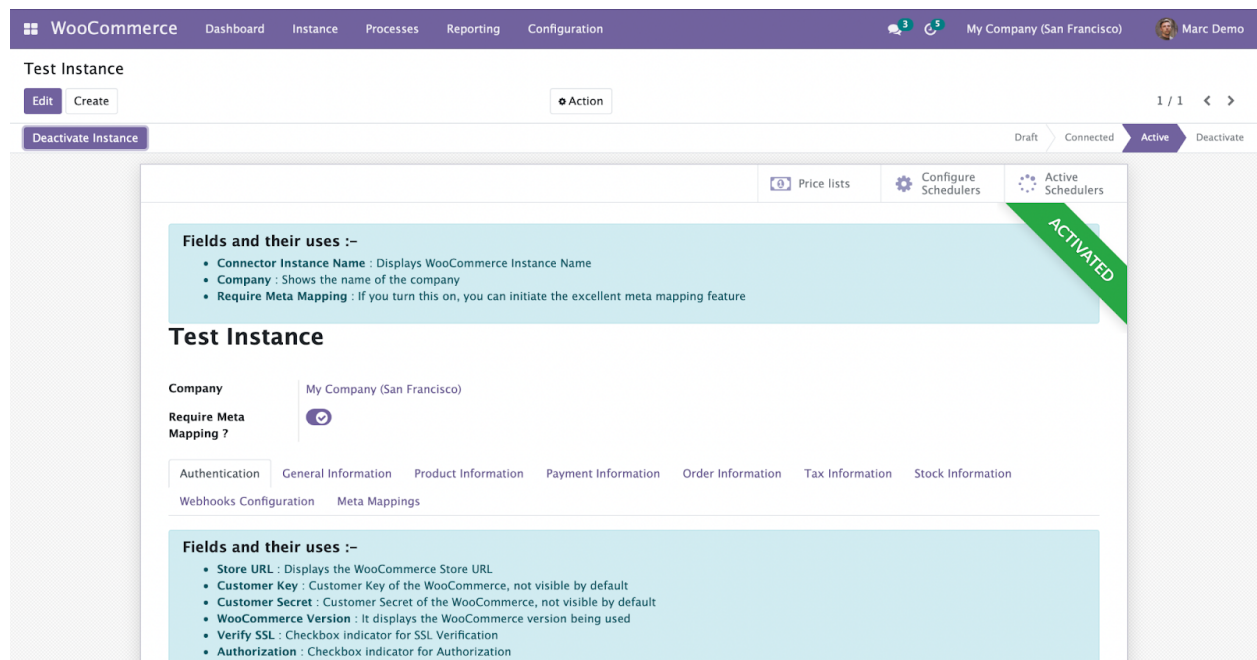 WooCommerce Dashboard Instance Processes Reporting Configuration 3 5 My Company (San Francisco) Marc Demo
Test Instance
Edit Create Action 1 / 1
Deactivate Instance Draft Connected Active Deactivate
Price lists Configure Schedulers Active Schedulers
ACTIVATED
Fields and their uses :-
• Connector Instance Name : Displays WooCommerce Instance Name
• Company : Shows the name of the company
• Require Meta Mapping : If you turn this on, you can initiate the excellent meta mapping feature
Test Instance
Company My Company (San Francisco)
Require Meta
Mapping ?
Authentication General Information Product Information Payment Information Order Information Tax Information Stock Information
Webhooks Configuration Meta Mappings
Fields and their uses :-
• Store URL : Displays the WooCommerce Store URL
• Customer Key : Customer Key of the WooCommerce, not visible by default
• Customer Secret : Customer Secret of the WooCommerce, not visible by default
• WooCommerce Version : It displays the WooCommerce version being used
• Verify SSL : Checkbox indicator for SSL Verification
• Authorization : Checkbox indicator for Authorization